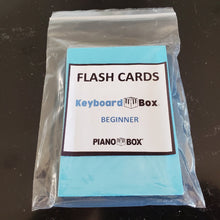 FLASH CARDS
Keyboard Box
BEGINNER
PIANO BOX